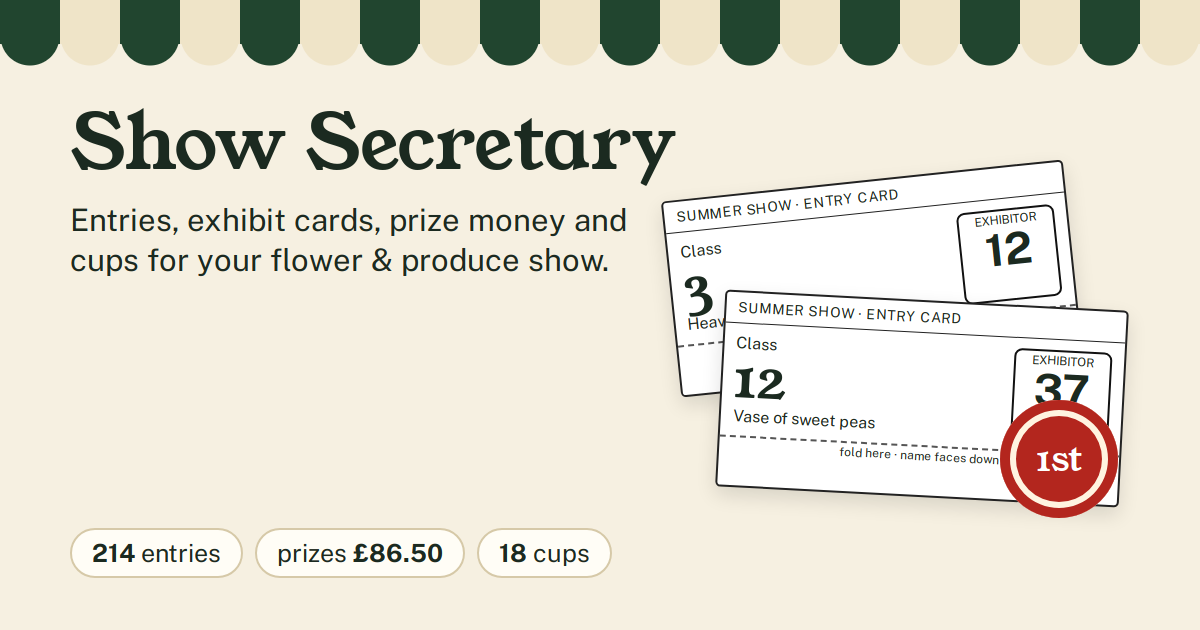 Show Secretary
Entries, exhibit cards, prize money and
cups for your flower & produce show.
SUMMER SHOW · ENTRY CARD
EXHIBITOR
12
Class
3
SUMMER SHOW · ENTRY CARD
Class
12
Vase of sweet peas
EXHIBITOR
37
fold here · name faces down
1st
214 entries
prizes £86.50
18 cups